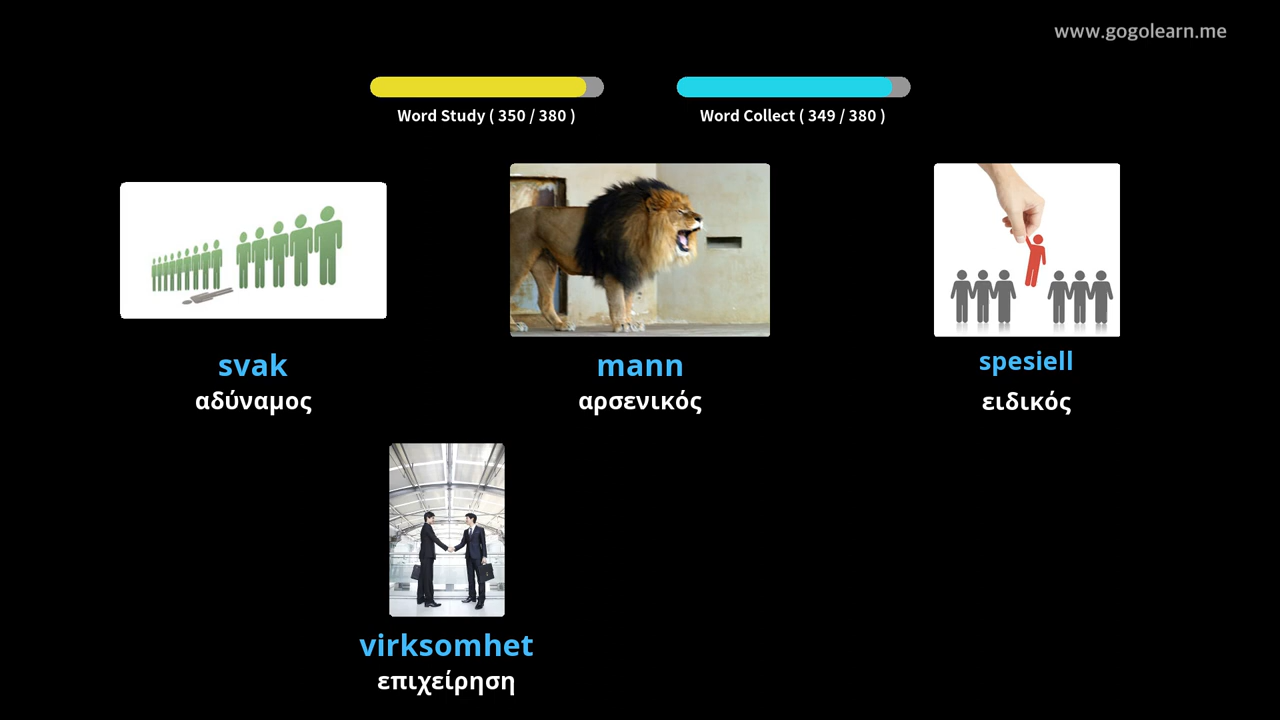 www.gogolearn.me
Word Study ( 350 / 380 )
Word Collect ( 349 / 380 )
svak
αδύναμος
mann
αρσενικός
spesiell
ειδικός
virksomhet
επιχείρηση